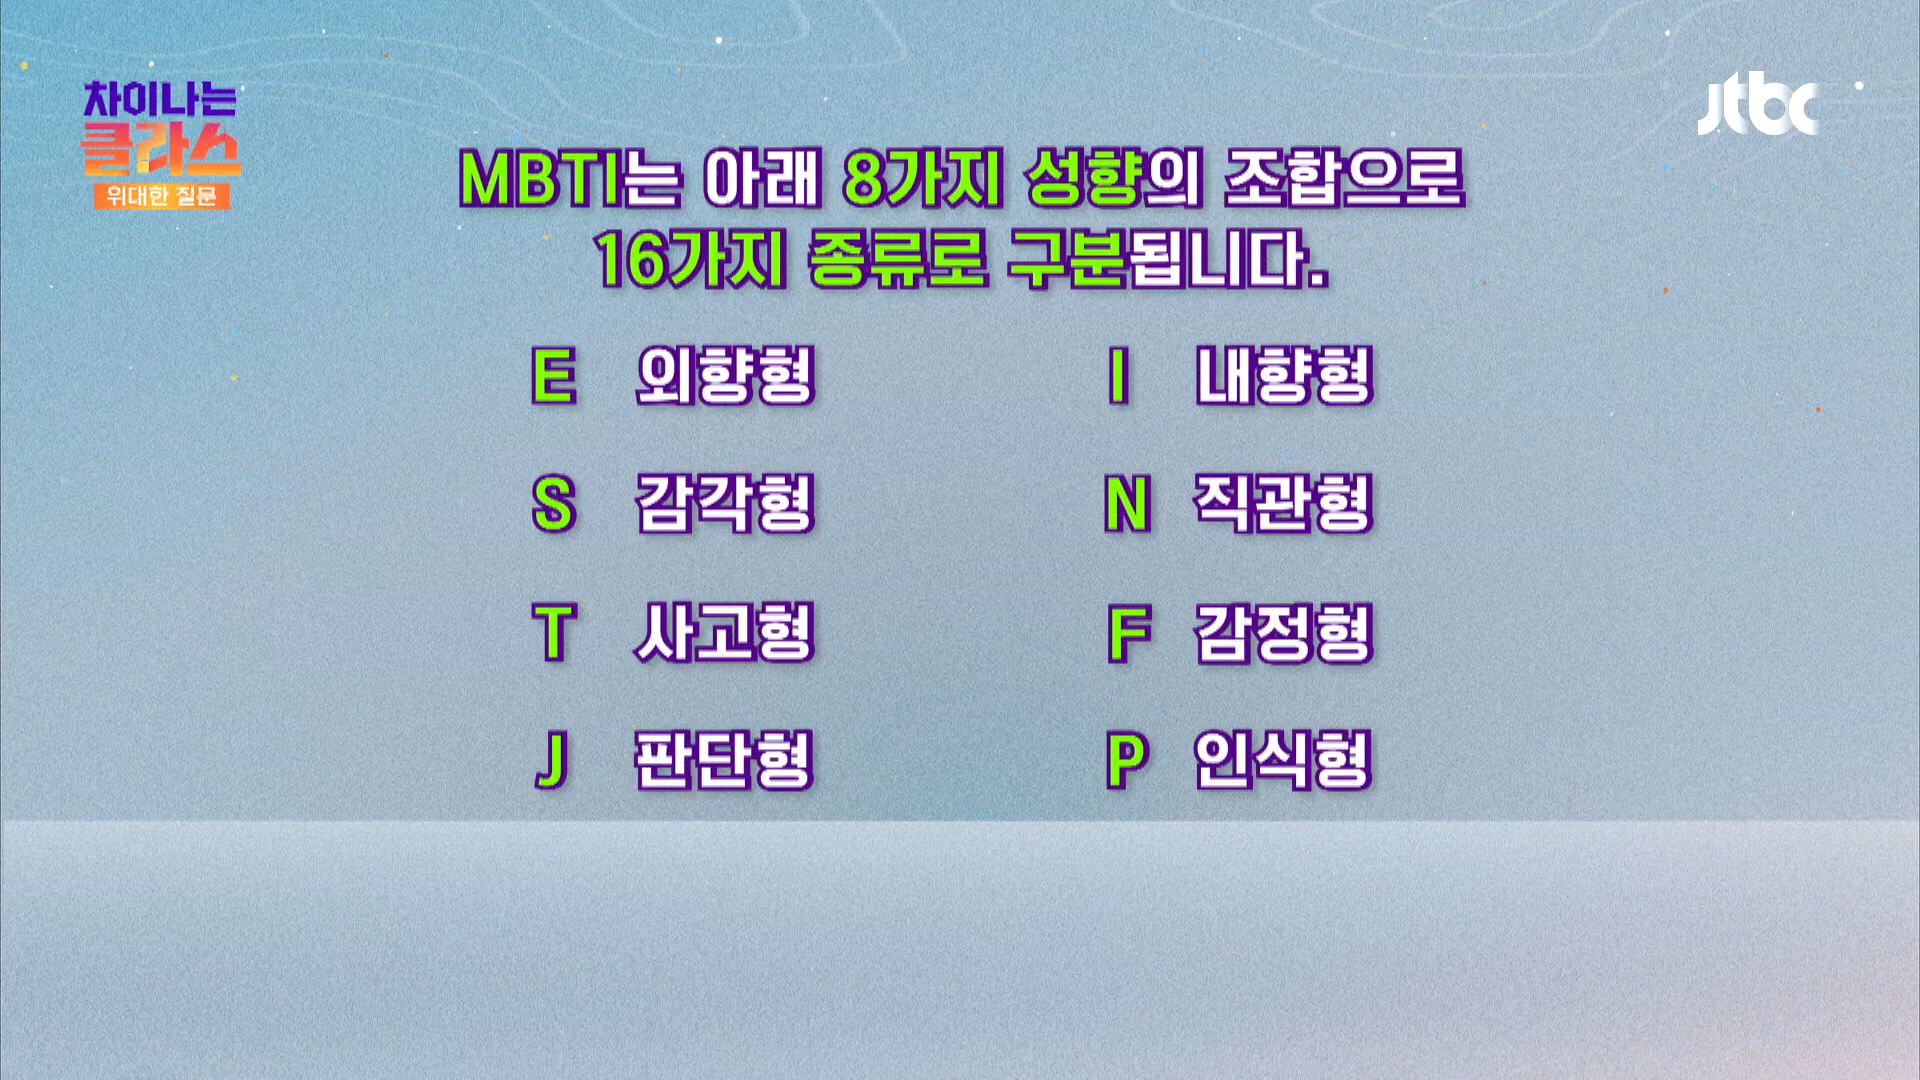 차이나는
클라스
위대한 질문
jtbc
MBTI는 아래 8가지 성향의 조합으로
16가지 종류로 구분됩니다.
E 외향형 I 내향형
S 감각형 N 직관형
T 사고형 F 감정형
J 판단형 P 인식형